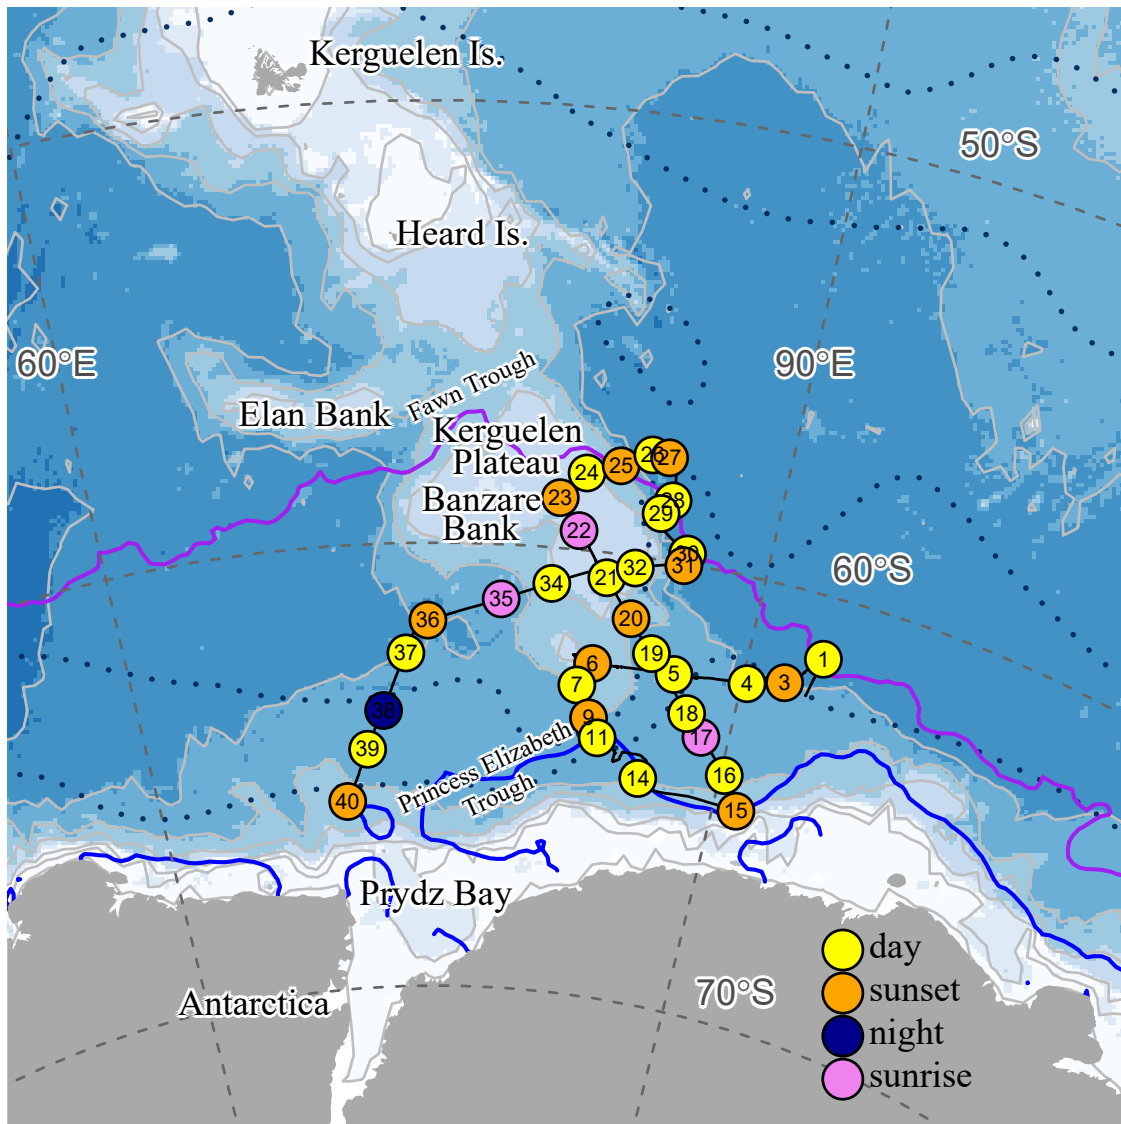 Kerguelen Is.
50°S
Heard Is.
60°E
90°E
Fawn Trough
Elan Bank
Kerguelen
Plateau
Banzare
Bank
26
27
25
24
23
28
29
22
30
31
32
21
34
35
60°S
36
20
37
19
1
6
5
4
3
7
38
9
18
11
17
39
Princess Elizabeth
Trough
14
16
40
15
Prydz Bay
Antarctica
70°S
day
sunset
night
sunrise